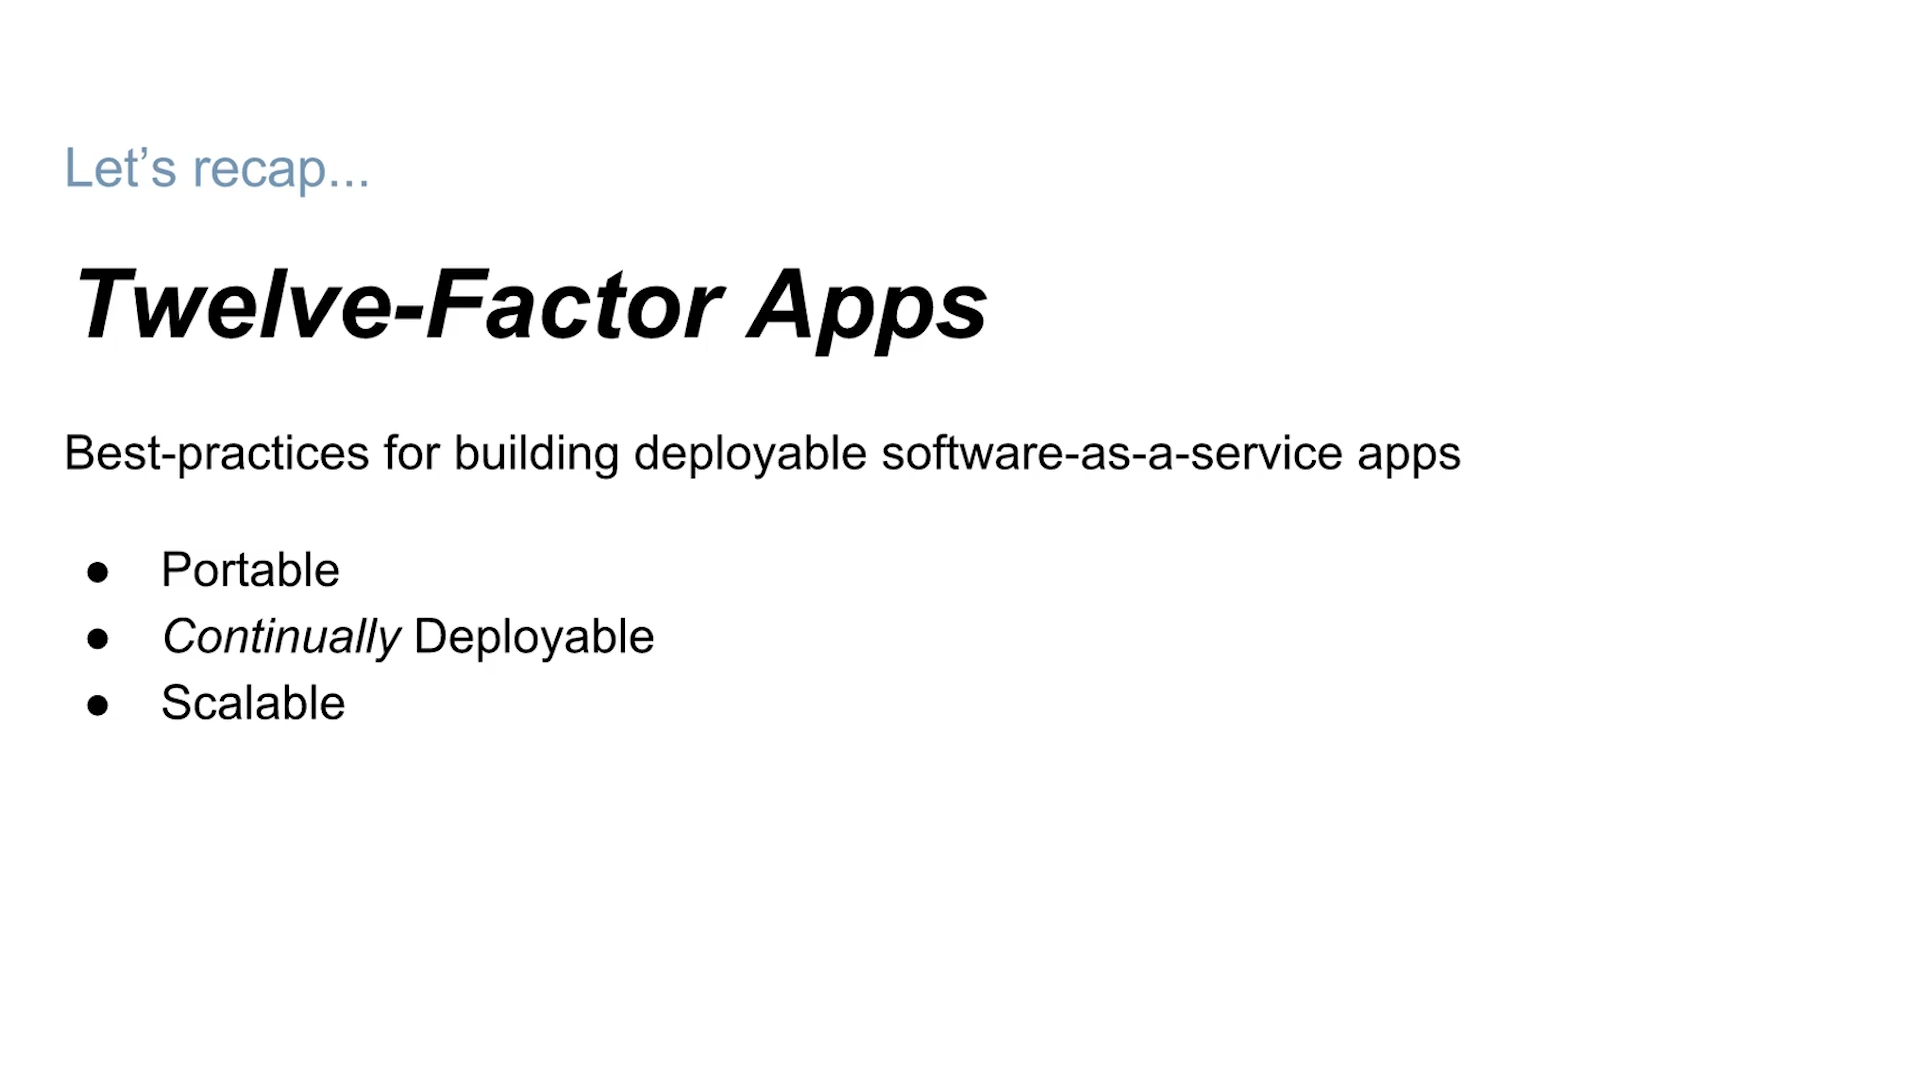 Let’s recap...
Twelve-Factor Apps
Best-practices for building deployable software-as-a-service apps
● Portable
● Continually Deployable
● Scalable